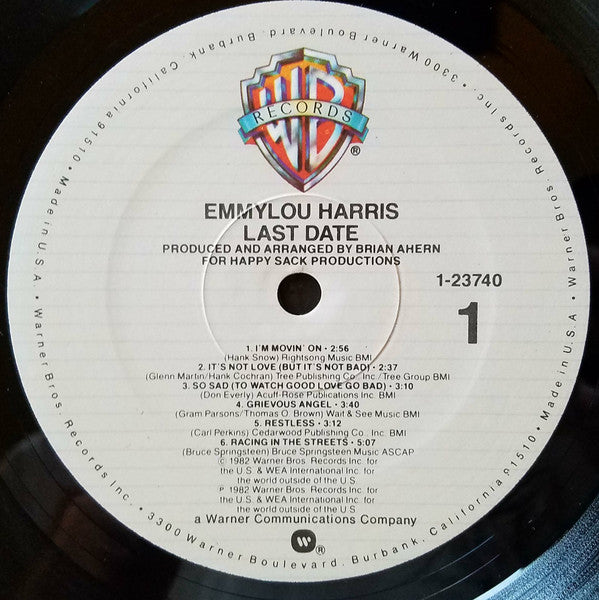 WB
RECORDS
®
EMMYLOU HARRIS
LAST DATE
PRODUCED AND ARRANGED BY BRIAN AHERN
FOR HAPPY SACK PRODUCTIONS
1-23740
1
1. I'M MOVIN' ON • 2:56
(Hank Snow) Rightsong Music BMI
2. IT'S NOT LOVE (BUT IT'S NOT BAD) • 2:37
(Glenn Martin/Hank Cochran) Tree Publishing Co. Inc./Tree Group BMI
3. SO SAD (TO WATCH GOOD LOVE GO BAD) • 3:10
(Don Everly) Acuff-Rose Publications Inc. BMI
4. GRIEVOUS ANGEL • 3:40
(Gram Parsons/Thomas O. Brown) Wait & See Music BMI
5. RESTLESS • 3:12
(Carl Perkins) Cedarwood Publishing Co., Inc. BMI
6. RACING IN THE STREETS • 5:07
(Bruce Springsteen) Bruce Springsteen Music ASCAP
© 1982 Warner Bros. Records Inc. for
the U.S. & WEA International Inc. for
the world outside of the U.S.
℗ 1982 Warner Bros. Records Inc. for
the U.S. & WEA International Inc. for
the world outside of the U.S.
a Warner Communications Company
®
Warner Bros. Records Inc. • 3300 Warner Boulevard, Burbank, California 91510 • Made in U.S.A. • Warner Bros. Records Inc. • 3300 Warner Boulevard, Burbank, California 91510 • Made in U.S.A. •